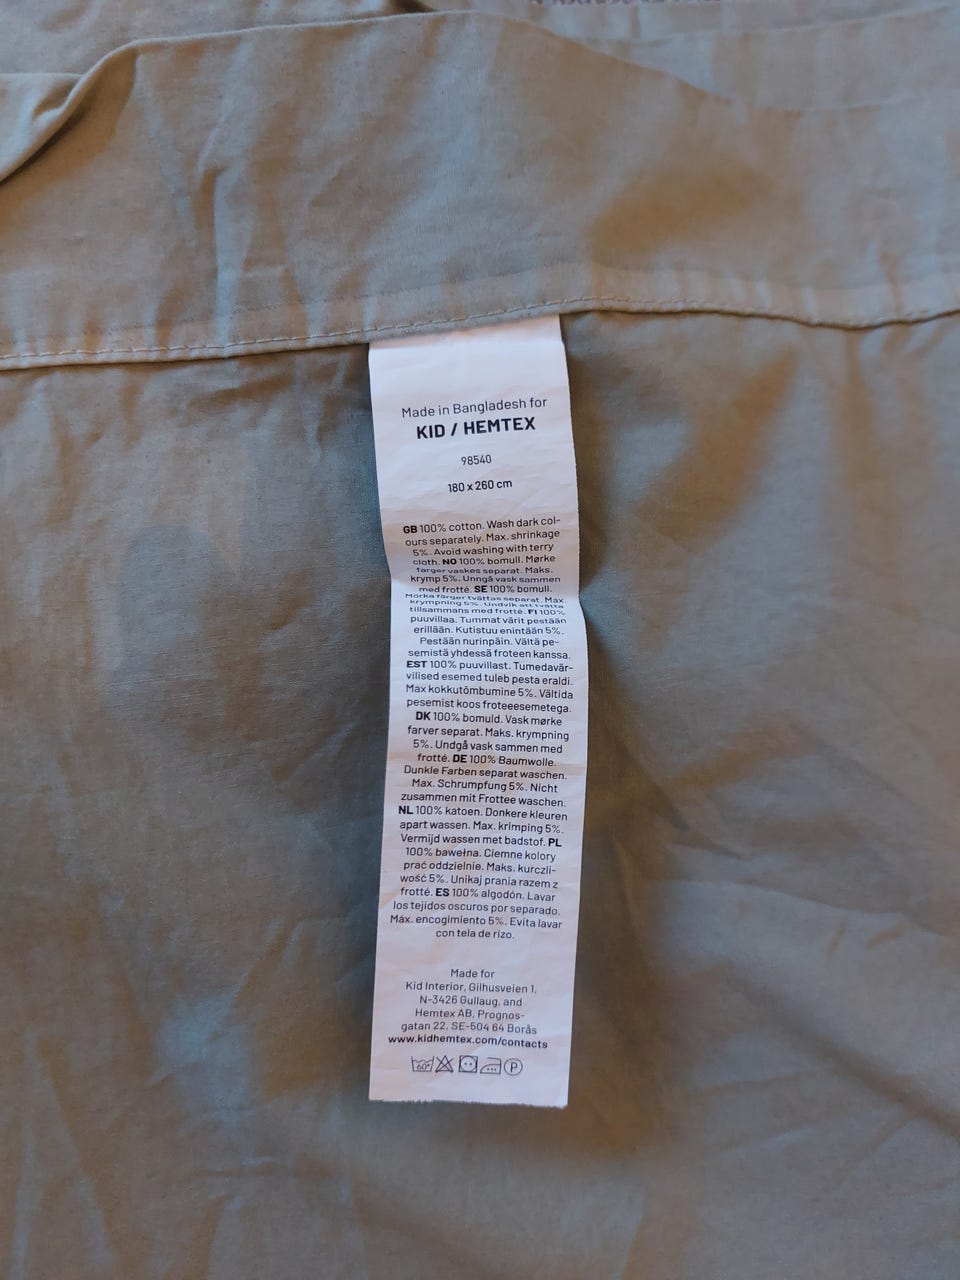 Made in Bangladesh for
KID / HEMTEX
98540
180 x 260 cm
GB 100% cotton. Wash dark col-
ours separately. Max. shrinkage
5%. Avoid washing with terry
cloth. NO 100% bomull. Mørke
farger vaskes separat. Maks.
krymp 5%. Unngå vask sammen
med frotté. SE 100% bomull.
Mörka färger tvättas separat. Max
krympning 5%. Undvik att tvätta
tillsammans med frotté. FI 100%
puuvillaa. Tummat värit pestään
erillään. Kutistuu enintään 5%.
Pestään nurinpäin. Vältä pe-
semistä yhdessä froteen kanssa.
EST 100% puuvillast. Tumedavär-
vilised esemed tuleb pesta eraldi.
Max kokkutõmbumine 5%. Vältida
pesemist koos froteeesemetega.
DK 100% bomuld. Vask mørke
farver separat. Maks. krympning
5%. Undgå vask sammen med
frotté. DE 100% Baumwolle.
Dunkle Farben separat waschen.
Max. Schrumpfung 5%. Nicht
zusammen mit Frottee waschen.
NL 100% katoen. Donkere kleuren
apart wassen. Max. krimping 5%.
Vermijd wassen met badstof. PL
100% bawełna. Ciemne kolory
prać oddzielnie. Maks. kurczli-
wość 5%. Unikaj prania razem z
frotté. ES 100% algodón. Lavar
los tejidos oscuros por separado.
Máx. encogimiento 5%. Evita lavar
con tela de rizo.
Made for
Kid Interior, Gilhusveien 1,
N-3426 Gullaug, and
Hemtex AB, Prognos-
gatan 22, SE-504 64 Borås
www.kidhemtex.com/contacts
60° P